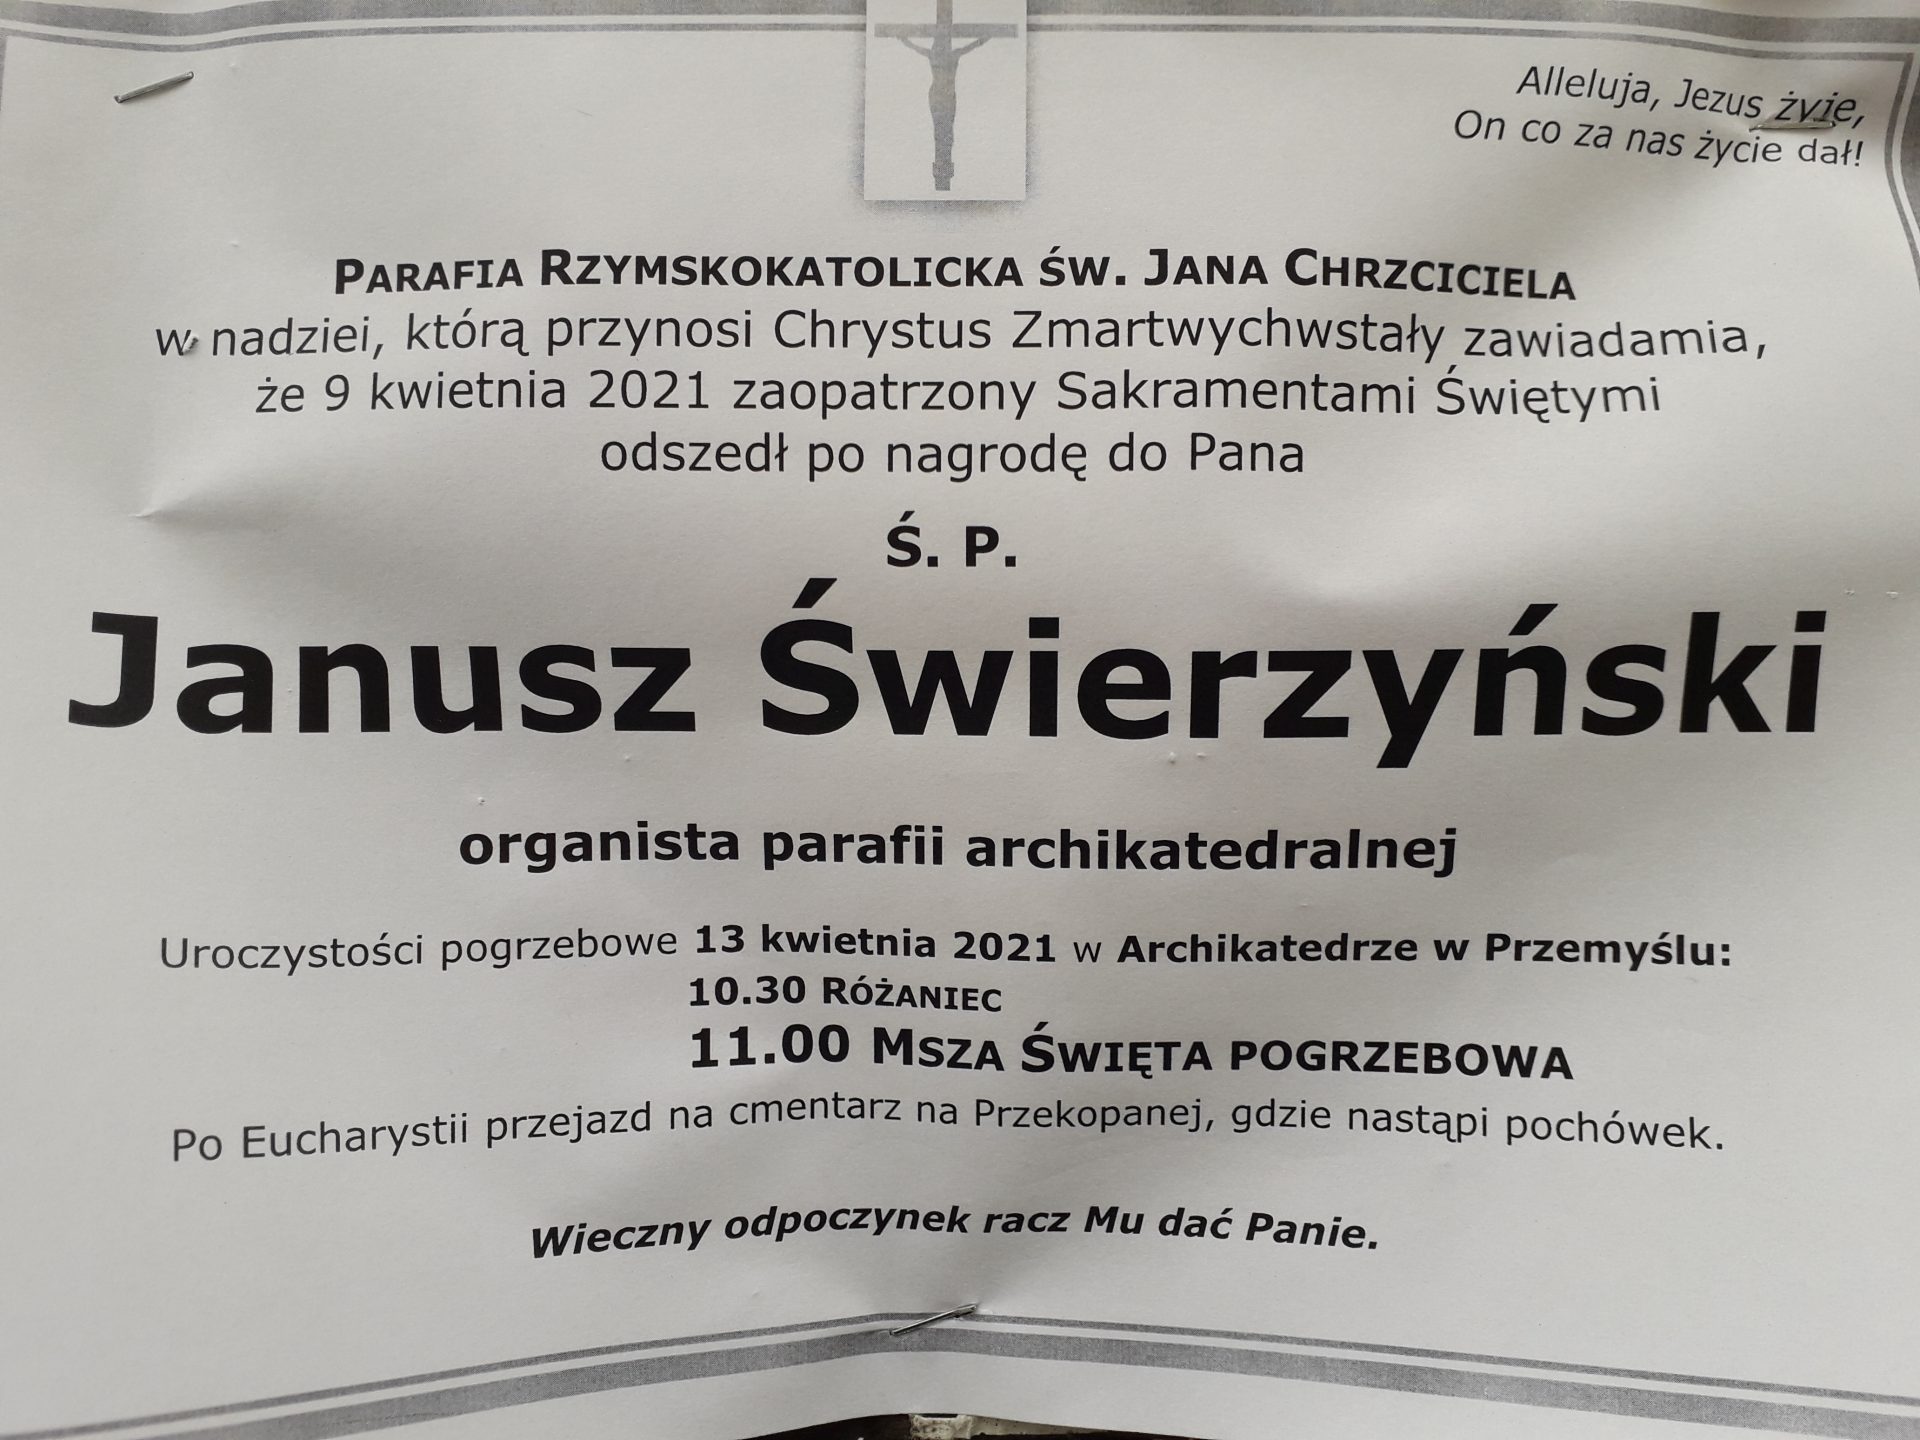 Alleluja, Jezus żyje,
On co za nas życie dał!
PARAFIA RZYMSKOKATOLICKA ŚW. JANA CHRZCICIELA
w nadziei, którą przynosi Chrystus Zmartwychwstały zawiadamia,
że 9 kwietnia 2021 zaopatrzony Sakramentami Świętymi
odszedł po nagrodę do Pana
Ś. P.
Janusz Świerzyński
organista parafii archikatedralnej
Uroczystości pogrzebowe 13 kwietnia 2021 w Archikatedrze w Przemyślu:
10.30 RÓŻANIEC
11.00 MSZA ŚWIĘTA POGRZEBOWA
Po Eucharystii przejazd na cmentarz na Przekopanej, gdzie nastąpi pochówek.
Wieczny odpoczynek racz Mu dać Panie.